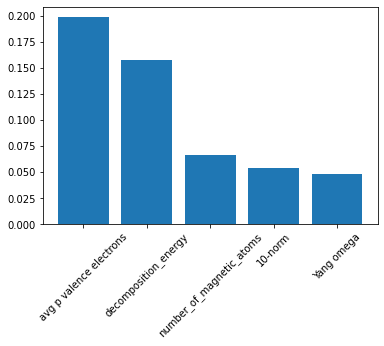 0.200
0.175
0.150
0.125
0.100
0.075
0.050
0.025
0.000
avg p valence electrons
decomposition_energy
number_of_magnetic_atoms
10-norm
Yang omega